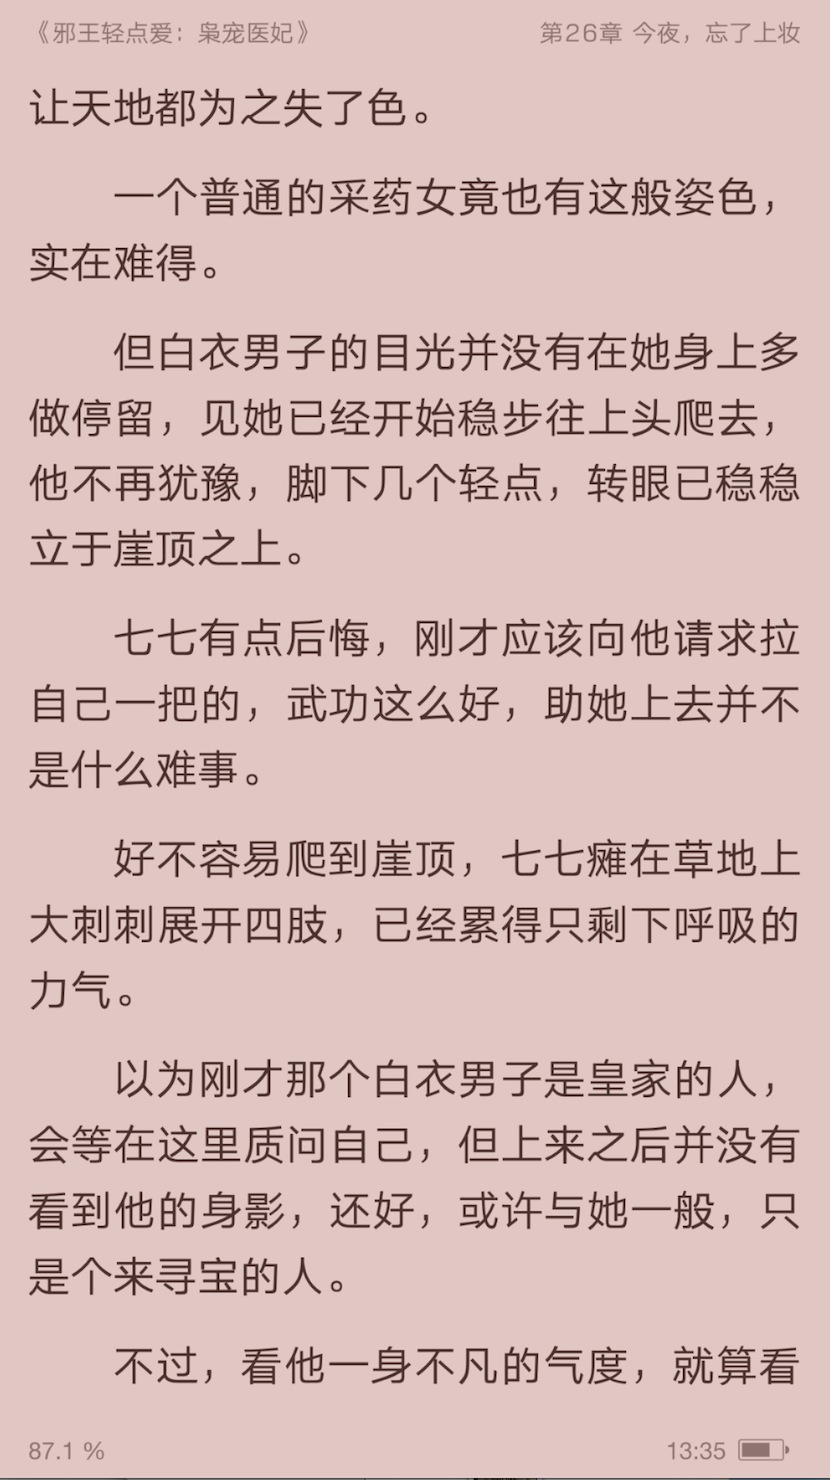 《邪王轻点爱：枭宠医妃》
第26章 今夜，忘了上妆
让天地都为之失了色。
一个普通的采药女竟也有这般姿色，
实在难得。
但白衣男子的目光并没有在她身上多
做停留，见她已经开始稳步往上头爬去，
他不再犹豫，脚下几个轻点，转眼已稳稳
立于崖顶之上。
七七有点后悔，刚才应该向他请求拉
自己一把的，武功这么好，助她上去并不
是什么难事。
好不容易爬到崖顶，七七瘫在草地上
大刺刺展开四肢，已经累得只剩下呼吸的
力气。
以为刚才那个白衣男子是皇家的人，
会等在这里质问自己，但上来之后并没有
看到他的身影，还好，或许与她一般，只
是个来寻宝的人。
不过，看他一身不凡的气度，就算看
87.1 %
13:35